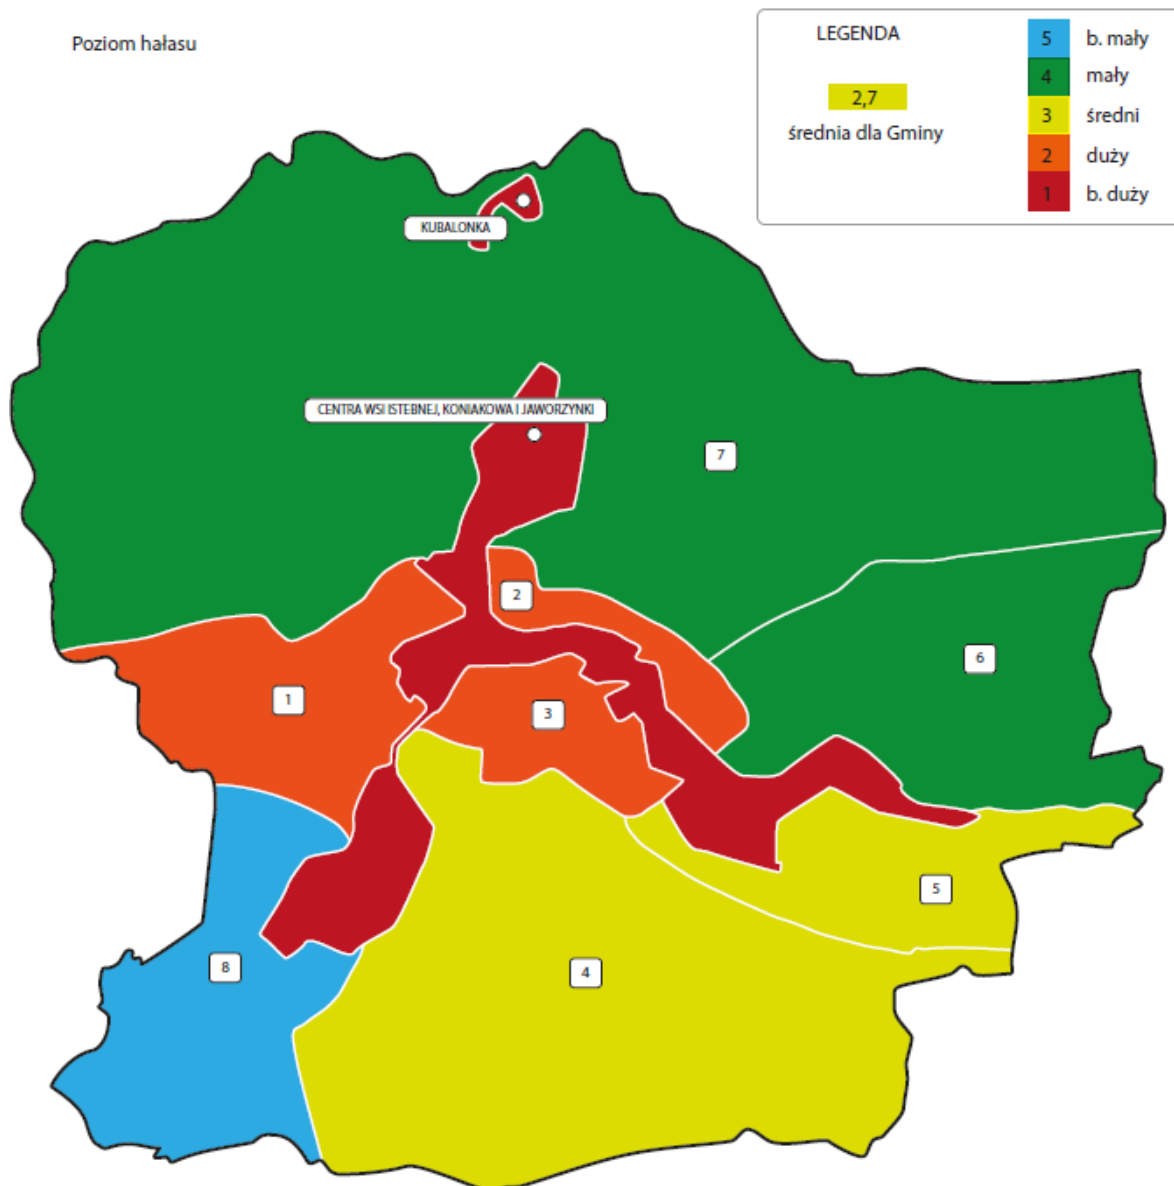 Poziom hałasu
LEGENDA
2,7
średnia dla Gminy
5 b. mały
4 mały
3 średni
2 duży
1 b. duży
KUBALONKA
CENTRA WSI ISTEBNEJ, KONIAKOWA I JAWORZYNKI
7
2
6
1
3
5
8
4